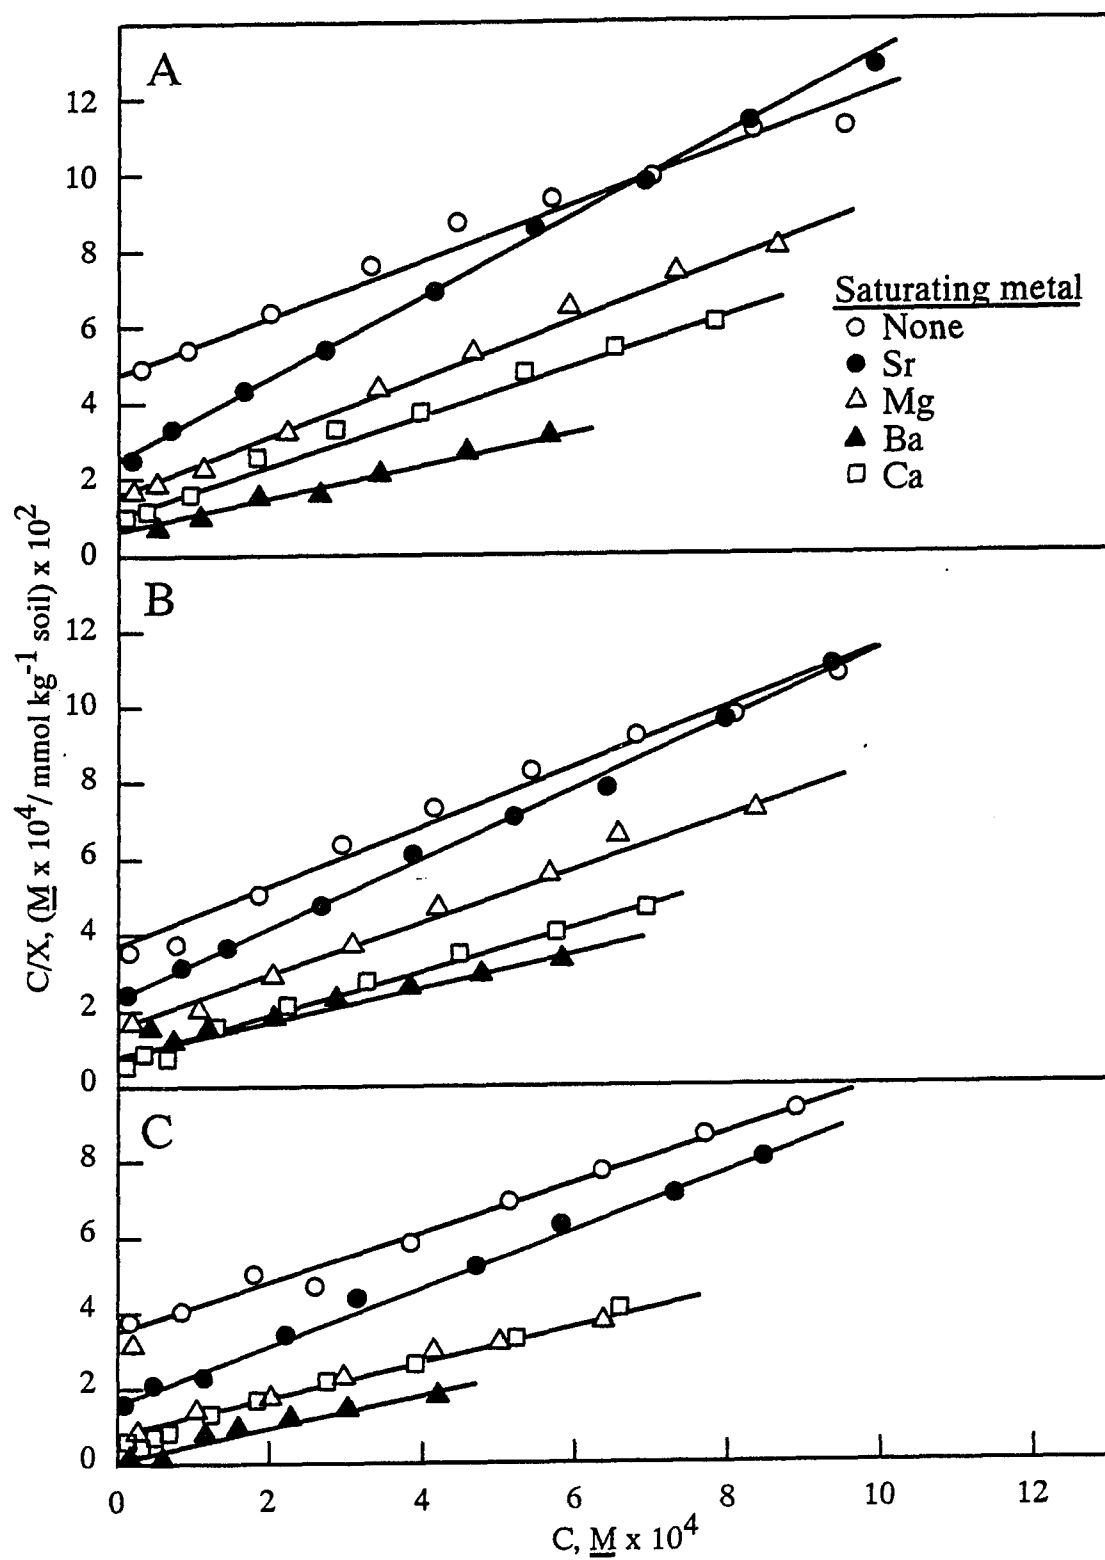 A
12
10
8
6
4
2
0
Saturating metal
None
Sr
Mg
Ba
Ca
B
12
10
8
6
4
2
0
C/X, (M x 10⁴/ mmol kg⁻¹ soil) x 10²
C
8
6
4
2
0
0 2 4 6 8 10 12
C, M x 10⁴